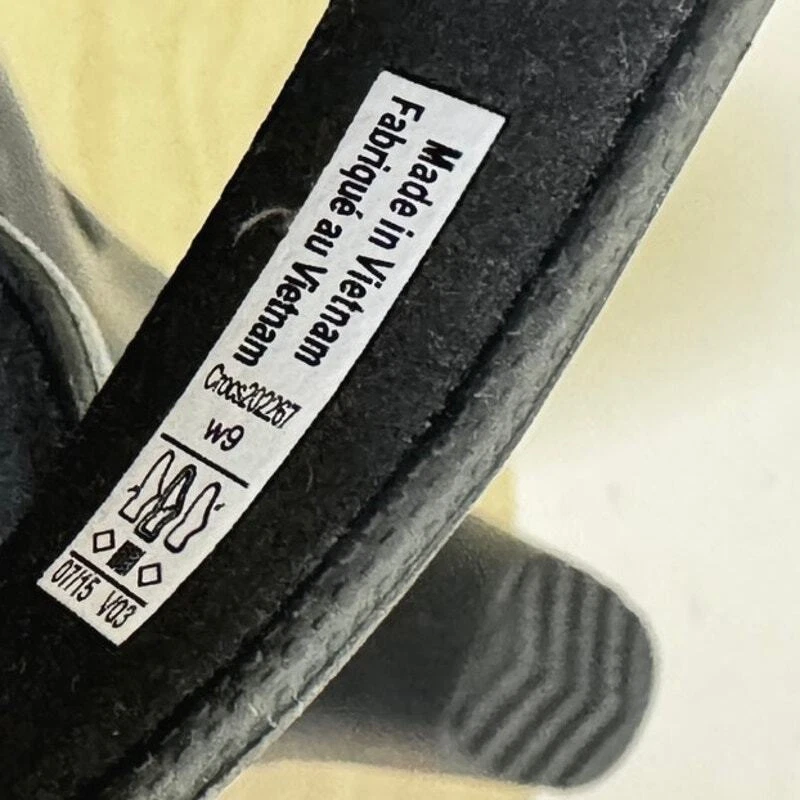 Made in Vietnam
Fabriqué au Vietnam
Crocs202267
w9
07/15 V03